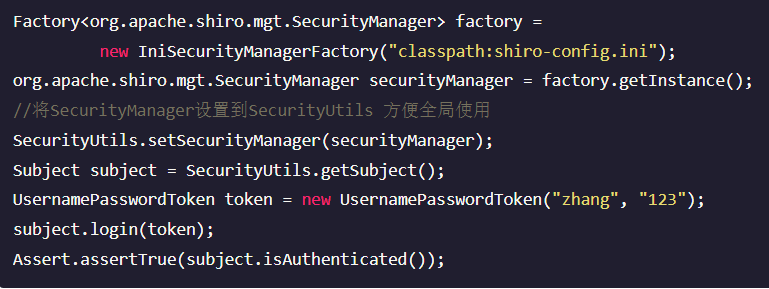 Factory<org.apache.shiro.mgt.SecurityManager> factory =
        new IniSecurityManagerFactory("classpath:shiro-config.ini");
org.apache.shiro.mgt.SecurityManager securityManager = factory.getInstance();
//将SecurityManager设置到SecurityUtils 方便全局使用
SecurityUtils.setSecurityManager(securityManager);
Subject subject = SecurityUtils.getSubject();
UsernamePasswordToken token = new UsernamePasswordToken("zhang", "123");
subject.login(token);
Assert.assertTrue(subject.isAuthenticated());